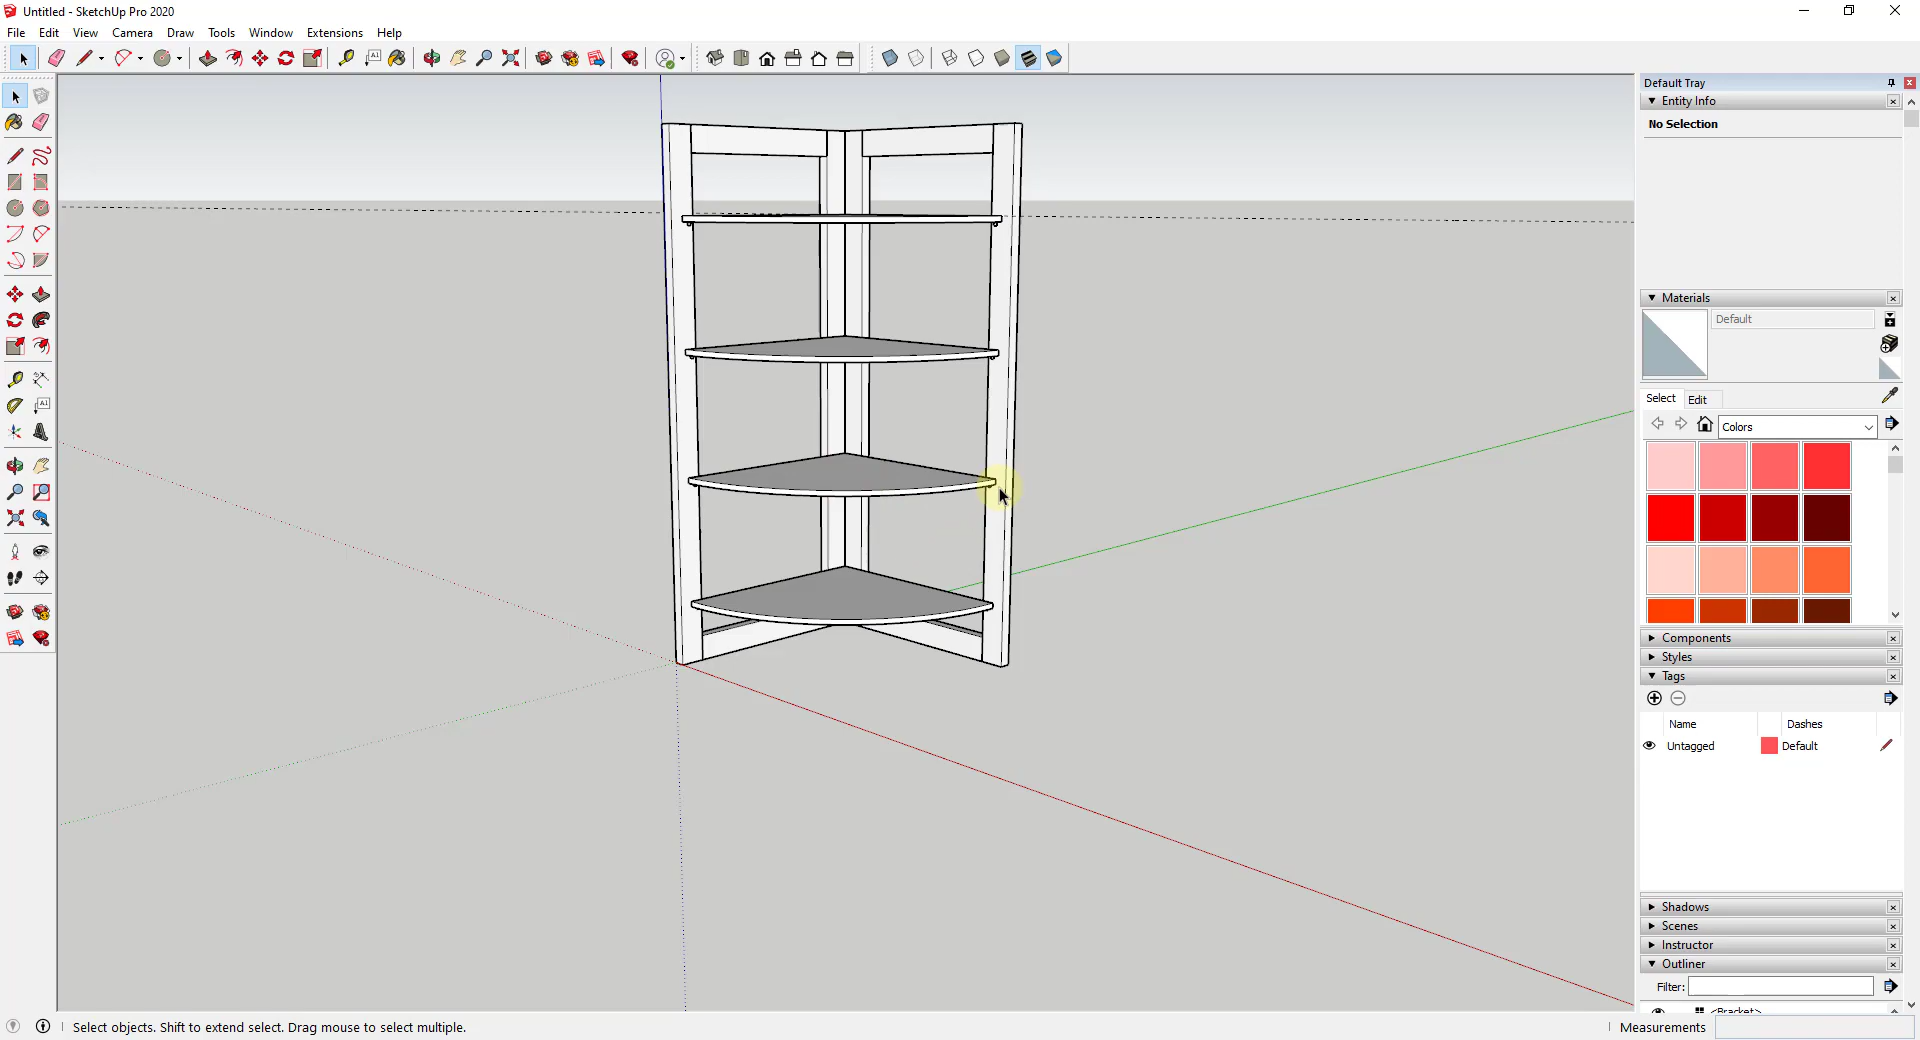 Untitled - SketchUp Pro 2020
File Edit View Camera Draw Tools Window Extensions Help
Default Tray
Entity Info
No Selection
Materials
Default
Select Edit
Colors
Components
Styles
Tags
Name Dashes
Untagged Default
Shadows
Scenes
Instructor
Outliner
Filter:
<Bracket>
Select objects. Shift to extend select. Drag mouse to select multiple.
Measurements